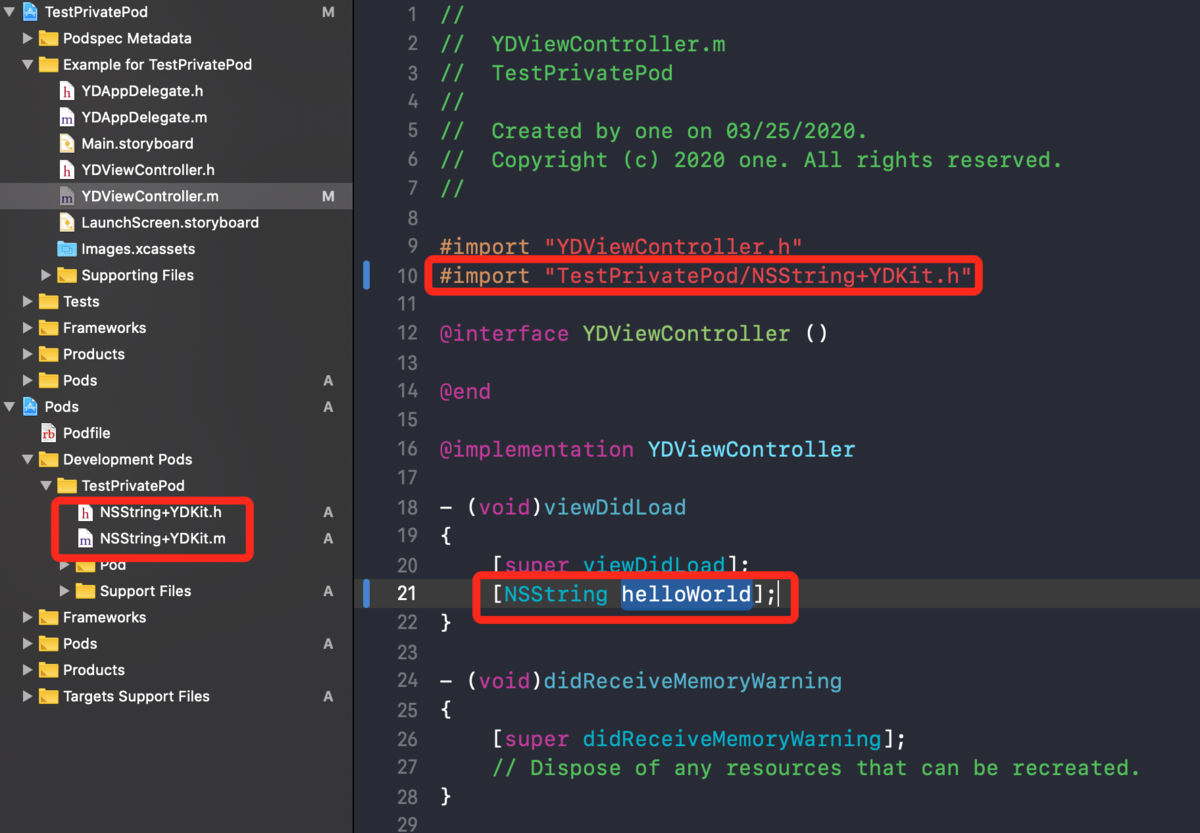 TestPrivatePod M
Podspec Metadata
Example for TestPrivatePod
h YDAppDelegate.h
m YDAppDelegate.m
Main.storyboard
h YDViewController.h
m YDViewController.m M
LaunchScreen.storyboard
Images.xcassets
Supporting Files
Tests
Frameworks
Products
Pods A
Pods A
rb Podfile
Development Pods
TestPrivatePod
h NSString+YDKit.h A
m NSString+YDKit.m A
Pod
Support Files A
Frameworks
Pods A
Products
Targets Support Files A
1 //
2 //  YDViewController.m
3 //  TestPrivatePod
4 //
5 //  Created by one on 03/25/2020.
6 //  Copyright (c) 2020 one. All rights reserved.
7 //
8
9 #import "YDViewController.h"
10 #import "TestPrivatePod/NSString+YDKit.h"
11
12 @interface YDViewController ()
13
14 @end
15
16 @implementation YDViewController
17
18 - (void)viewDidLoad
19 {
20     [super viewDidLoad];
21     [NSString helloWorld];
22 }
23
24 - (void)didReceiveMemoryWarning
25 {
26     [super didReceiveMemoryWarning];
27     // Dispose of any resources that can be recreated.
28 }
29